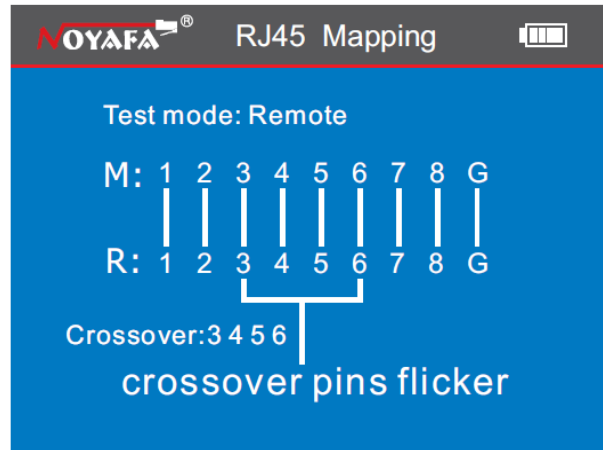 NOYAFA® RJ45 Mapping
Test mode: Remote
M: 1 2 3 4 5 6 7 8 G
R: 1 2 3 4 5 6 7 8 G
Crossover:3 4 5 6
crossover pins flicker